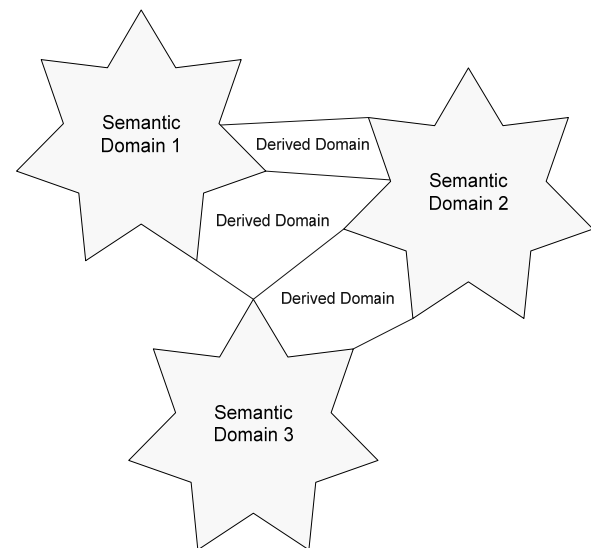 Semantic
Domain 1
Derived Domain
Semantic
Domain 2
Derived Domain
Derived Domain
Semantic
Domain 3